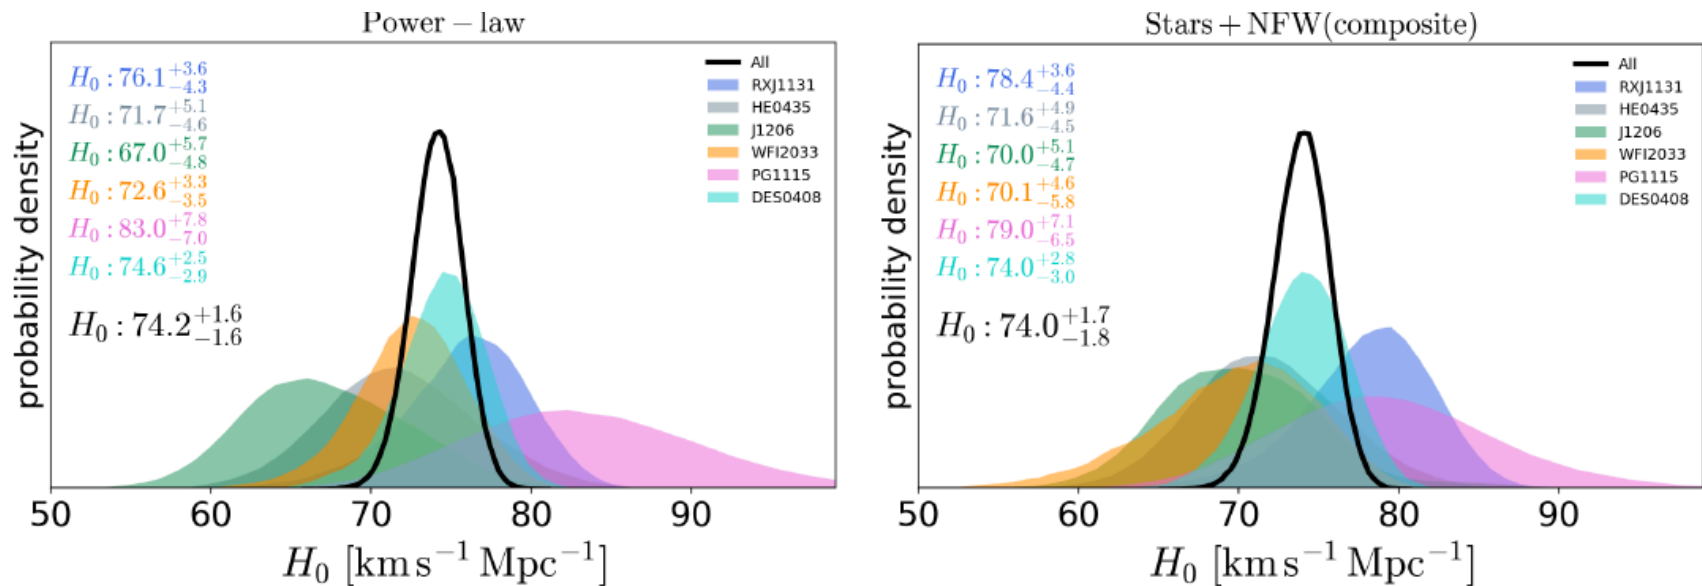 Power − law
H₀ : 76.1 +3.6 −4.3
H₀ : 71.7 +5.1 −4.6
H₀ : 67.0 +5.7 −4.8
H₀ : 72.6 +3.3 −3.5
H₀ : 83.0 +7.8 −7.0
H₀ : 74.6 +2.5 −2.9
H₀ : 74.2 +1.6 −1.6
All
RXJ1131
HE0435
J1206
WFI2033
PG1115
DES0408
probability density
50 60 70 80 90
H₀ [km s⁻¹ Mpc⁻¹]
Stars + NFW(composite)
H₀ : 78.4 +3.6 −4.4
H₀ : 71.6 +4.9 −4.5
H₀ : 70.0 +5.1 −4.7
H₀ : 70.1 +4.6 −5.8
H₀ : 79.0 +7.1 −6.5
H₀ : 74.0 +2.8 −3.0
H₀ : 74.0 +1.7 −1.8
All
RXJ1131
HE0435
J1206
WFI2033
PG1115
DES0408
probability density
50 60 70 80 90
H₀ [km s⁻¹ Mpc⁻¹]